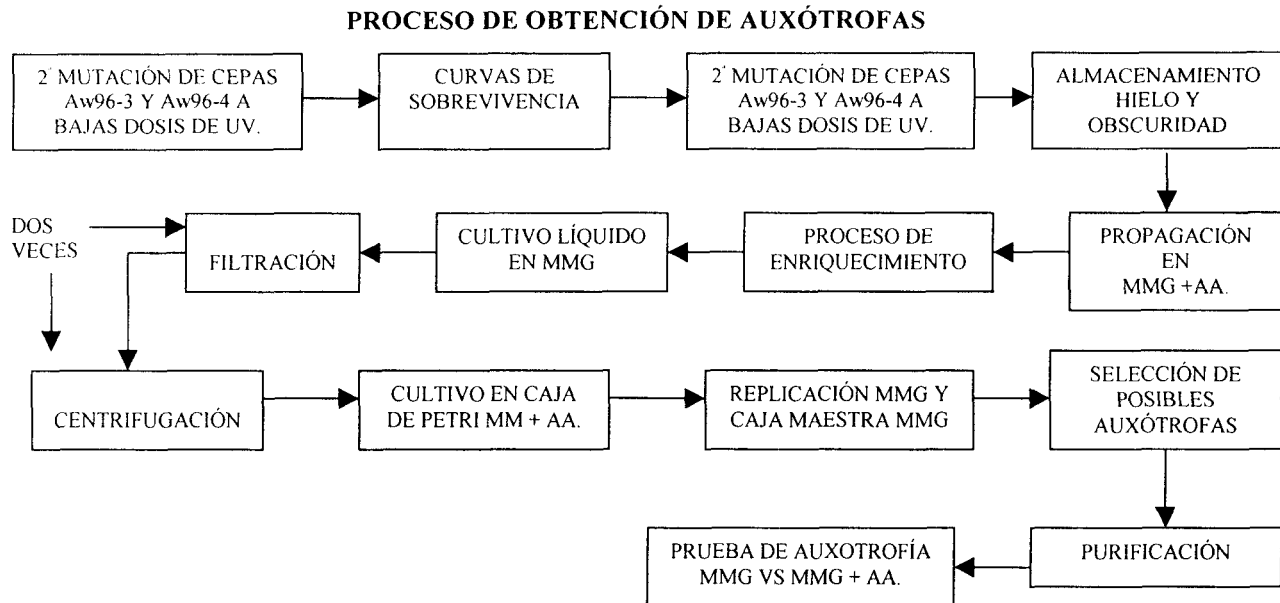 PROCESO DE OBTENCIÓN DE AUXÓTROFAS
2ª MUTACIÓN DE CEPAS
Aw96-3 Y Aw96-4 A
BAJAS DOSIS DE UV.
CURVAS DE
SOBREVIVENCIA
2ª MUTACIÓN DE CEPAS
Aw96-3 Y Aw96-4 A
BAJAS DOSIS DE UV.
ALMACENAMIENTO
HIELO Y
OBSCURIDAD
PROPAGACIÓN
EN
MMG +AA.
PROCESO DE
ENRIQUECIMIENTO
CULTIVO LÍQUIDO
EN MMG
FILTRACIÓN
DOS
VECES
CENTRIFUGACIÓN
CULTIVO EN CAJA
DE PETRI MM + AA.
REPLICACIÓN MMG Y
CAJA MAESTRA MMG
SELECCIÓN DE
POSIBLES
AUXÓTROFAS
PURIFICACIÓN
PRUEBA DE AUXOTROFÍA
MMG VS MMG + AA.